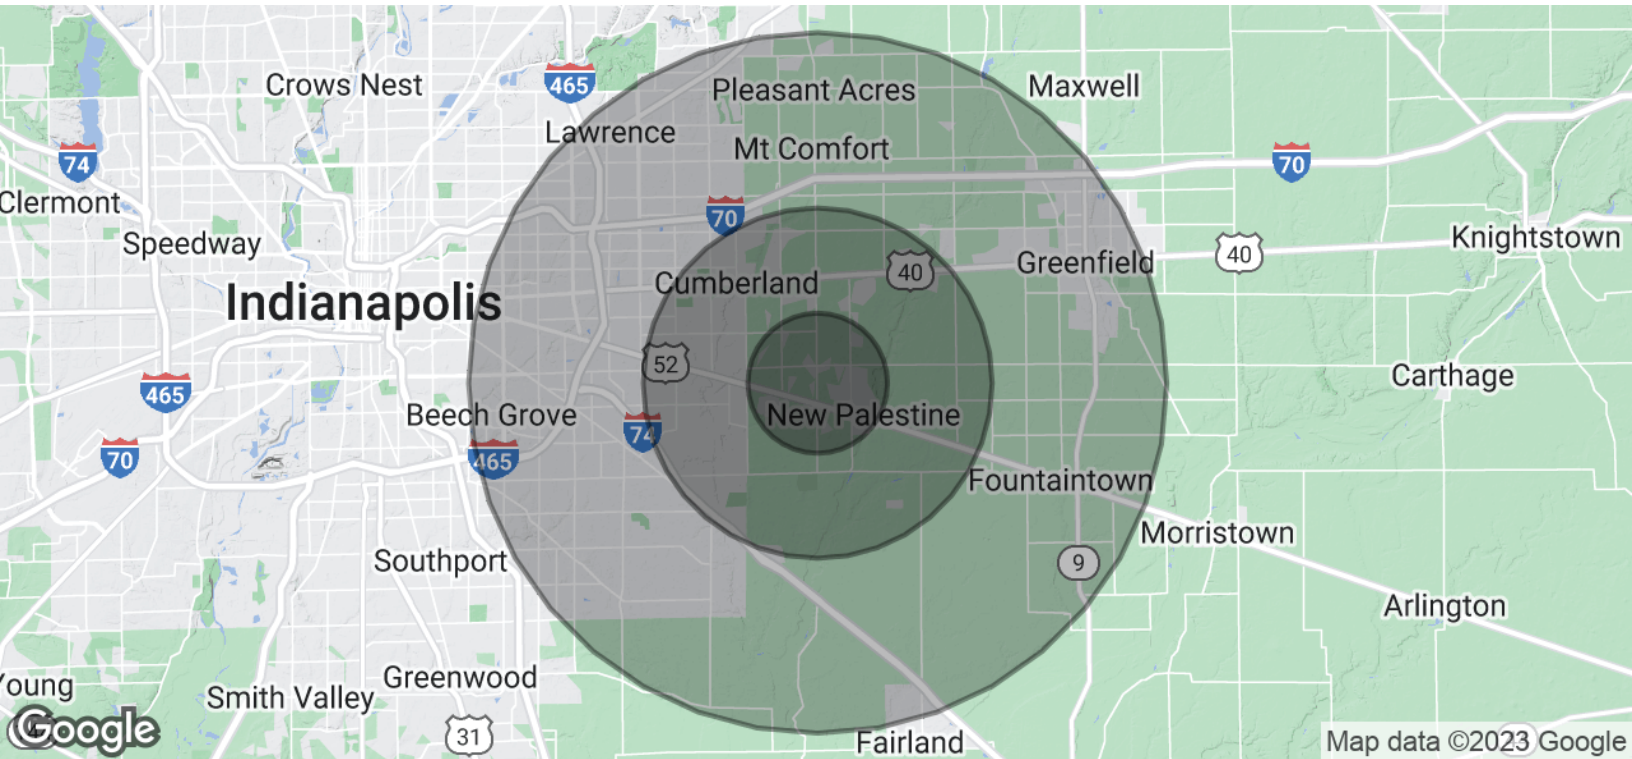 Crows Nest
465
Pleasant Acres
Maxwell
Lawrence
Mt Comfort
74
70
Clermont
70
Speedway
Knightstown
40
Greenfield
40
Cumberland
Indianapolis
52
Carthage
465
Beech Grove
New Palestine
74
70
465
Fountaintown
Morristown
Southport
9
Arlington
Young
Greenwood
Smith Valley
Google
31
Fairland
Map data ©2023 Google